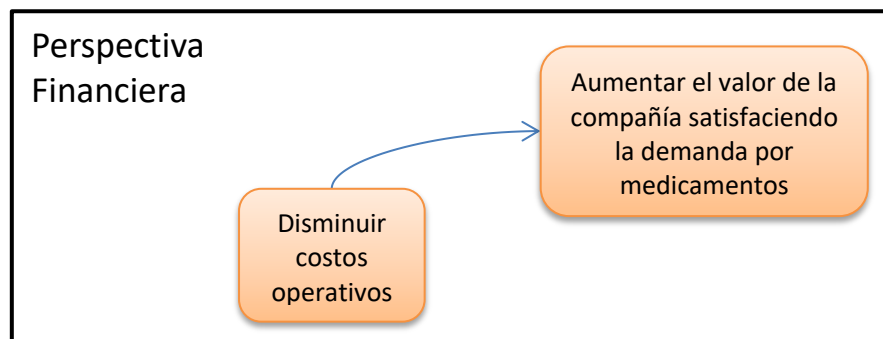 Perspectiva
Financiera
Aumentar el valor de la
compañía satisfaciendo
la demanda por
medicamentos
Disminuir
costos
operativos